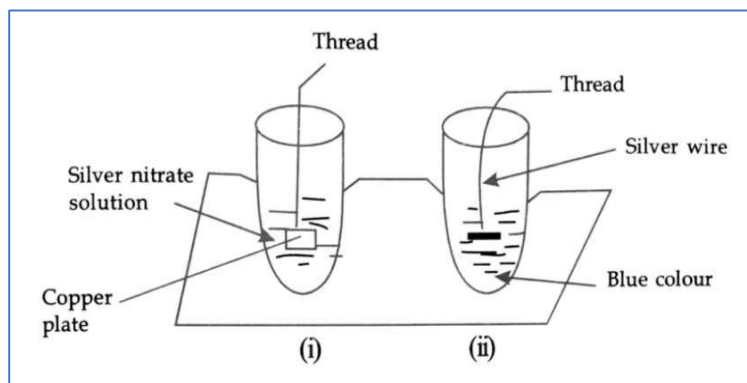 Thread
Thread
Silver wire
Silver nitrate
solution
Copper
plate
Blue colour
(i)
(ii)